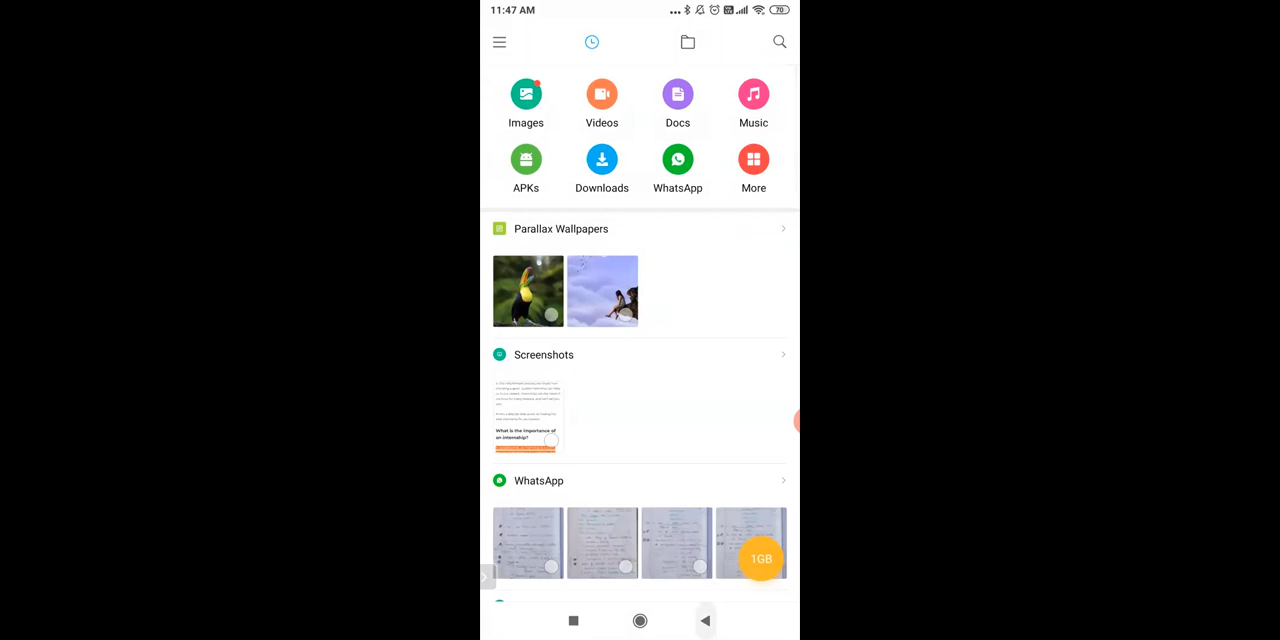 11:47 AM
70
Images
Videos
Docs
Music
APKs
Downloads
WhatsApp
More
Parallax Wallpapers
Screenshots
What is the importance of
an internship?
WhatsApp
1GB